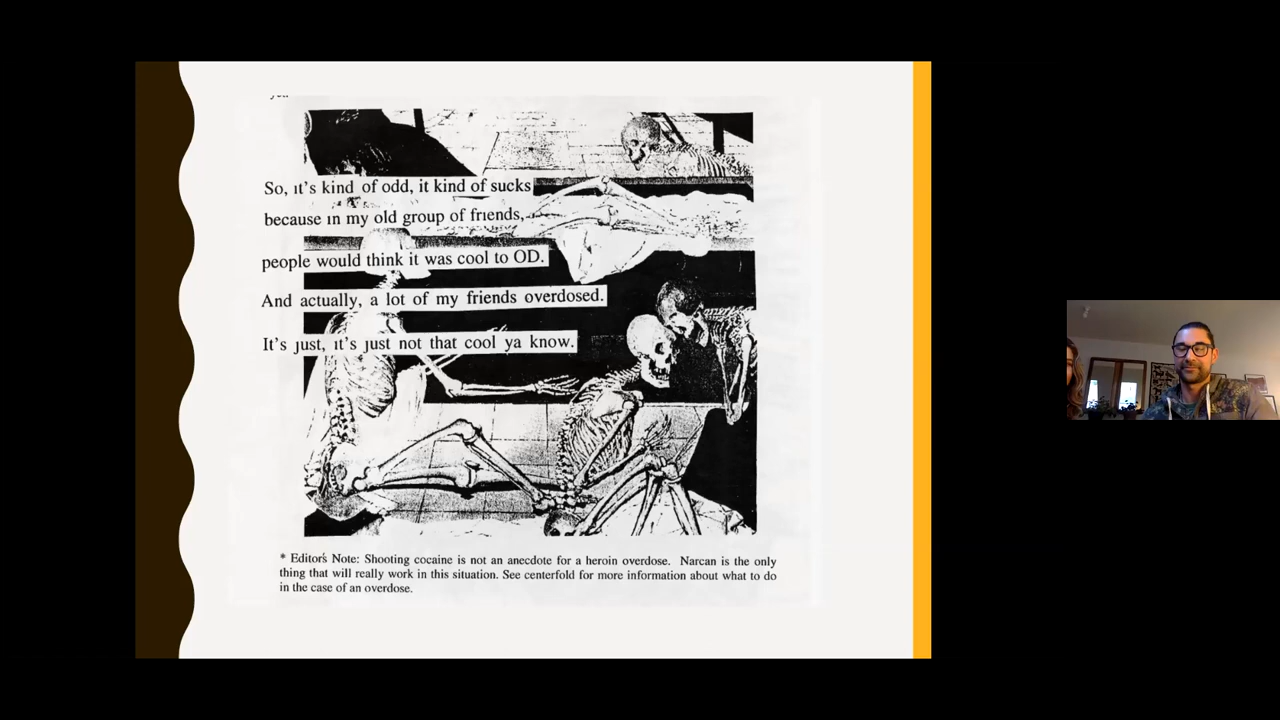 So, it's kind of odd, it kind of sucks
because in my old group of friends,
people would think it was cool to OD.
And actually, a lot of my friends overdosed.
It's just, it's just not that cool ya know.
* Editor's Note: Shooting cocaine is not an anecdote for a heroin overdose. Narcan is the only
thing that will really work in this situation. See centerfold for more information about what to do
in the case of an overdose.